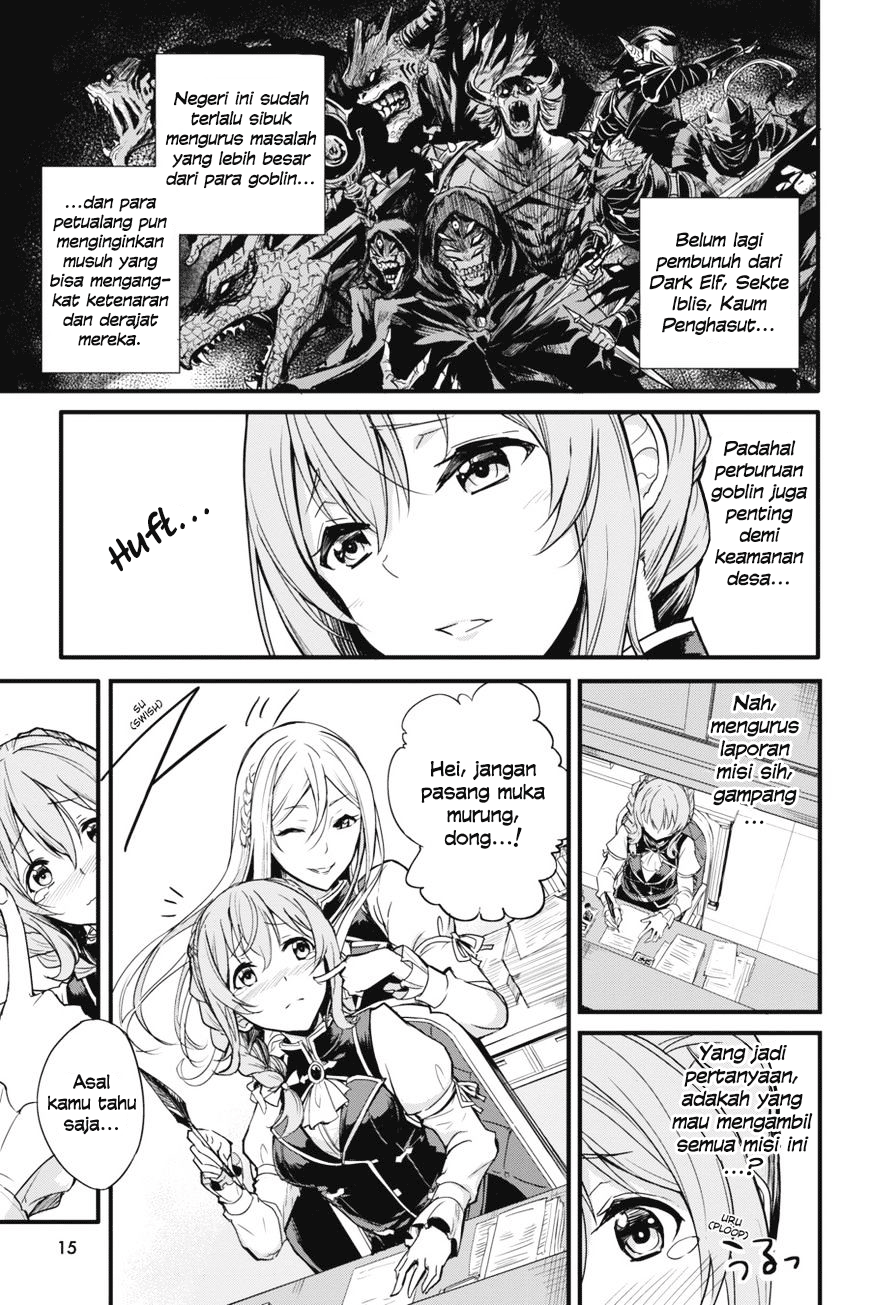 Belum lagi
pembunuh dari
Dark Elf, Sekte
Iblis, Kaum
Penghasut...
Negeri ini sudah
terlalu sibuk
mengurus masalah
yang lebih besar
dari para goblin...
...dan para
petualang pun
menginginkan
musuh yang
bisa mengang-
kat ketenaran
dan derajat
mereka.
Padahal
perburuan
goblin juga
penting
demi
keamanan
desa...
Huft...
Nah,
mengurus
laporan
misi sih,
gampang
...
Yang jadi
pertanyaan,
adakah yang
mau mengambil
semua misi ini
...?
URU
(PLOOP)
うるっ
Hei, jangan
pasang muka
murung,
dong...!
SU
(SWISH)
Asal
kamu tahu
saja...
15